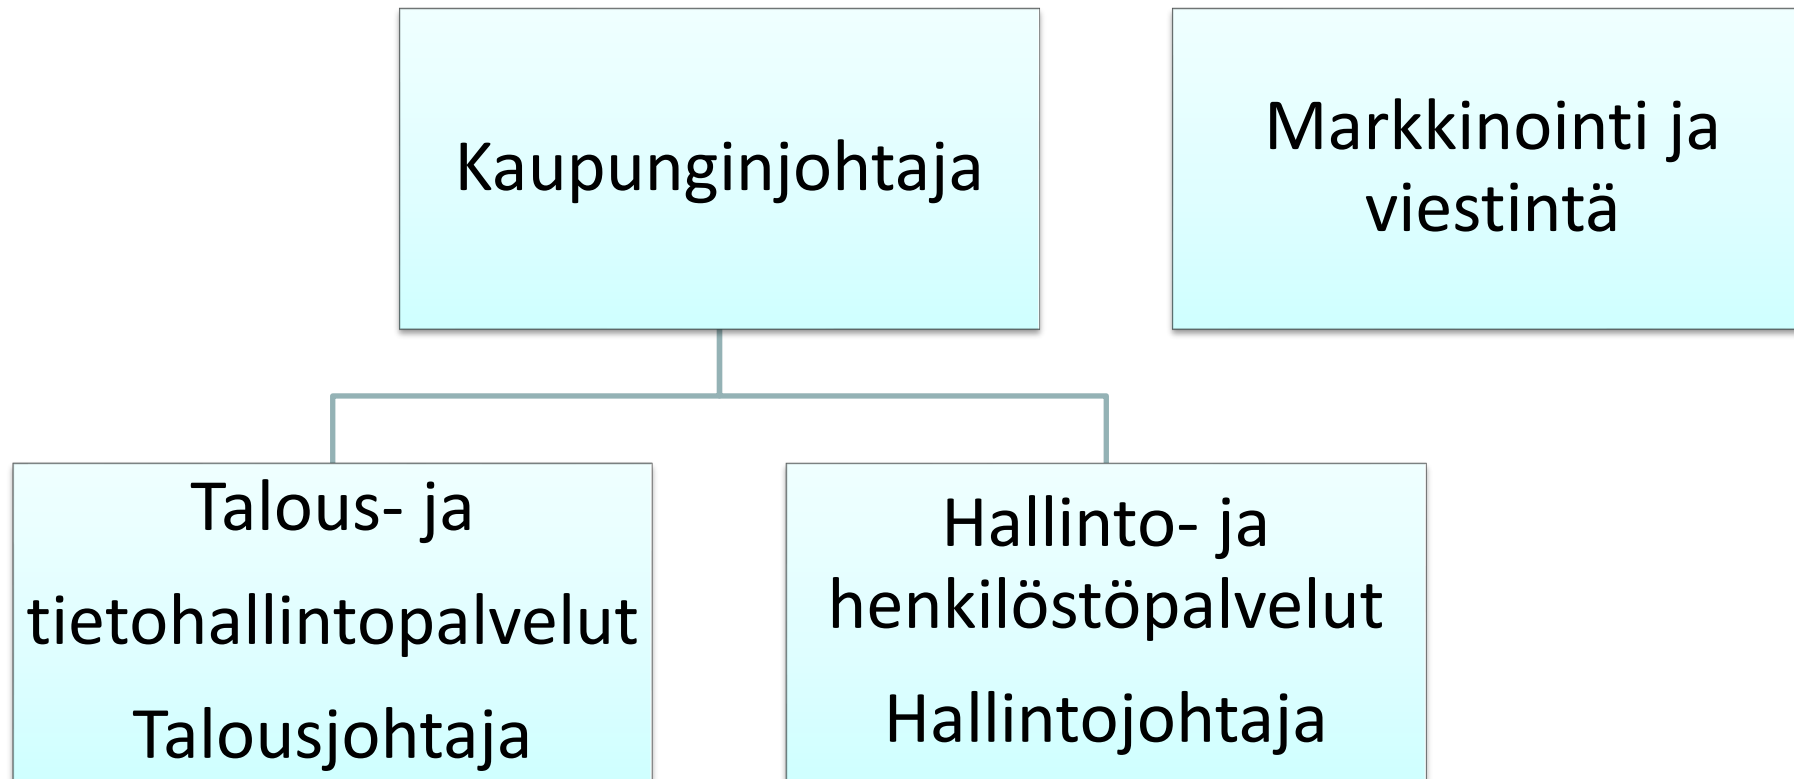 Kaupunginjohtaja
Markkinointi ja
viestintä
Talous- ja
tietohallintopalvelut
Talousjohtaja
Hallinto- ja
henkilöstöpalvelut
Hallintojohtaja